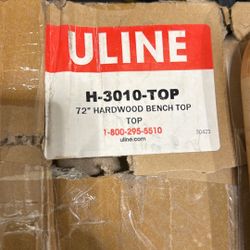 ULINE
H-3010-TOP
72" HARDWOOD BENCH TOP
TOP
1-800-295-5510
uline.com